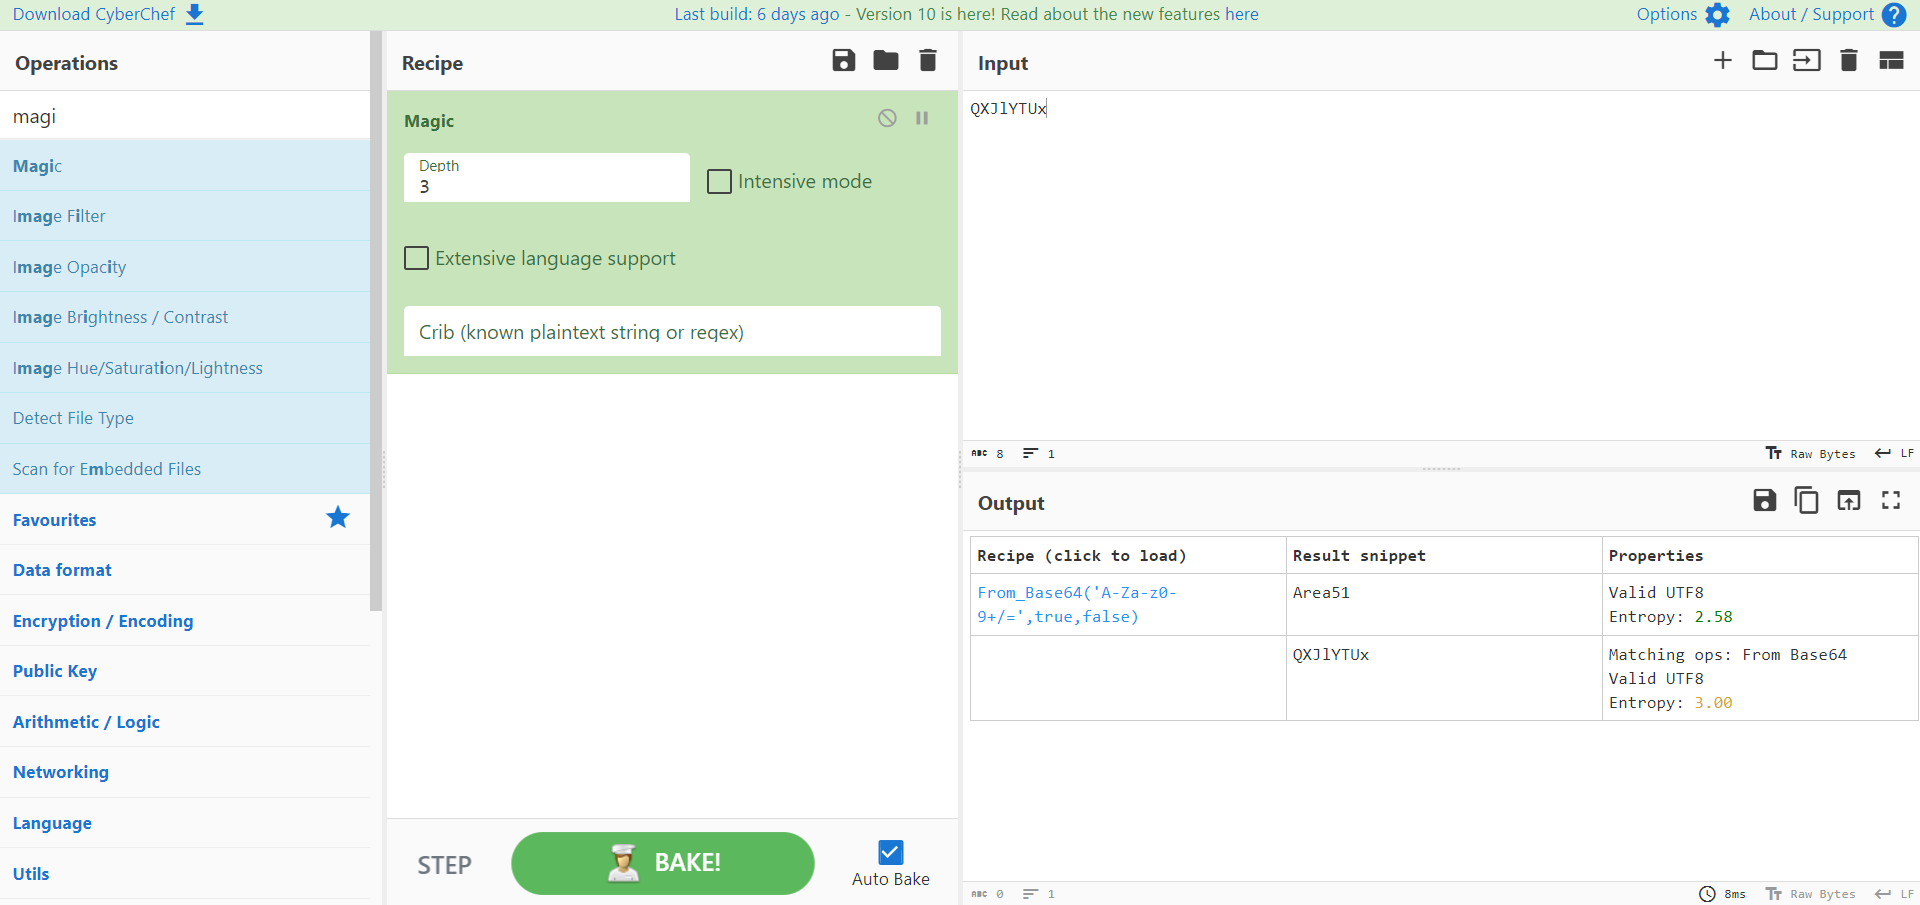 Download CyberChef
Last build: 6 days ago - Version 10 is here! Read about the new features here
Options
About / Support
Operations
magi
Magic
Image Filter
Image Opacity
Image Brightness / Contrast
Image Hue/Saturation/Lightness
Detect File Type
Scan for Embedded Files
Favourites
Data format
Encryption / Encoding
Public Key
Arithmetic / Logic
Networking
Language
Utils
Recipe
Magic
Depth
3
Intensive mode
Extensive language support
Crib (known plaintext string or regex)
STEP
BAKE!
Auto Bake
Input
QXJlYTUx
ABC 8 1
Raw Bytes LF
Output
Recipe (click to load) Result snippet Properties
From_Base64('A-Za-z0- Area51 Valid UTF8
9+/=',true,false) Entropy: 2.58
QXJlYTUx Matching ops: From Base64
Valid UTF8
Entropy: 3.00
ABC 0 1
8ms Raw Bytes LF